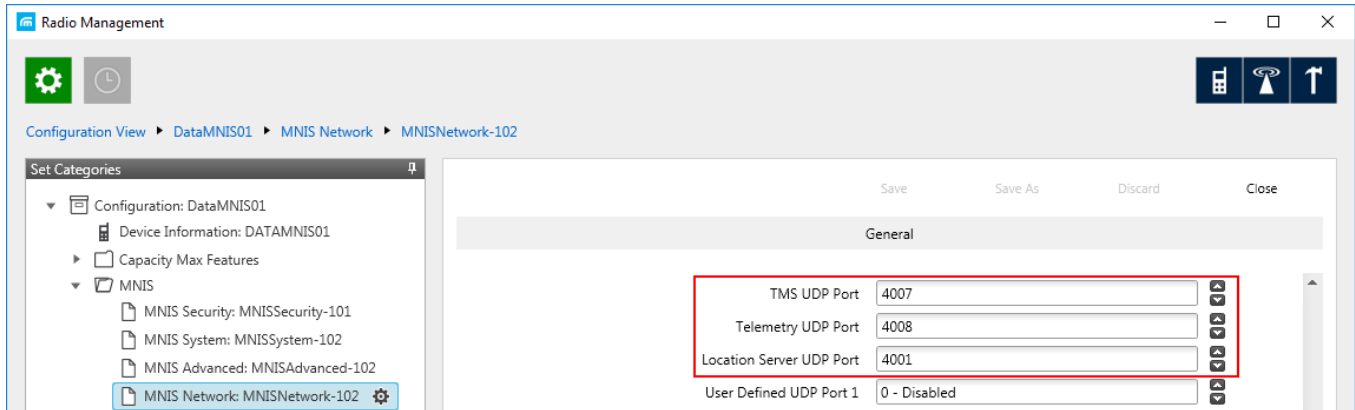 Radio Management
Configuration View DataMNIS01 MNIS Network MNISNetwork-102
Set Categories
Configuration: DataMNIS01
Device Information: DATAMNIS01
Capacity Max Features
MNIS
MNIS Security: MNISSecurity-101
MNIS System: MNISSystem-102
MNIS Advanced: MNISAdvanced-102
MNIS Network: MNISNetwork-102
Save Save As Discard Close
General
TMS UDP Port 4007
Telemetry UDP Port 4008
Location Server UDP Port 4001
User Defined UDP Port 1 0 - Disabled